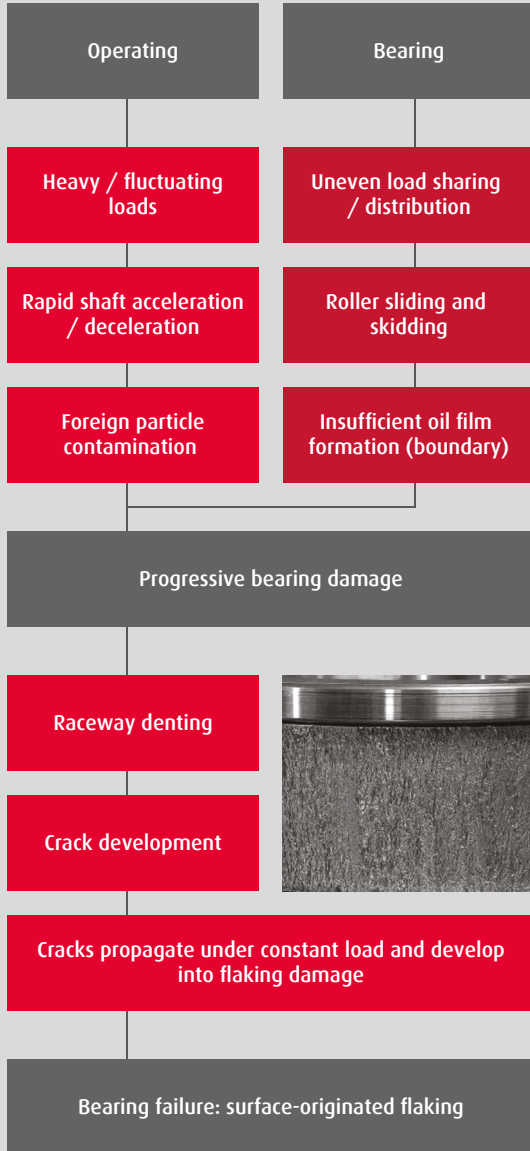 Operating
Bearing
Heavy / fluctuating
loads
Uneven load sharing
/ distribution
Rapid shaft acceleration
/ deceleration
Roller sliding and
skidding
Foreign particle
contamination
Insufficient oil film
formation (boundary)
Progressive bearing damage
Raceway denting
Crack development
Cracks propagate under constant load and develop
into flaking damage
Bearing failure: surface-originated flaking